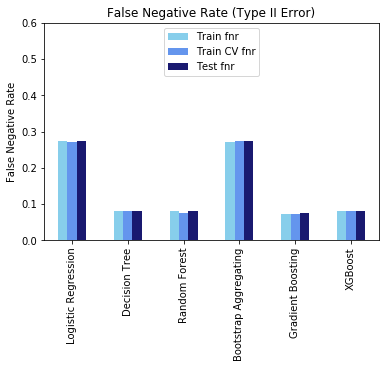 False Negative Rate (Type II Error)
Train fnr
Train CV fnr
Test fnr
False Negative Rate
0.6
0.5
0.4
0.3
0.2
0.1
0.0
Logistic Regression
Decision Tree
Random Forest
Bootstrap Aggregating
Gradient Boosting
XGBoost